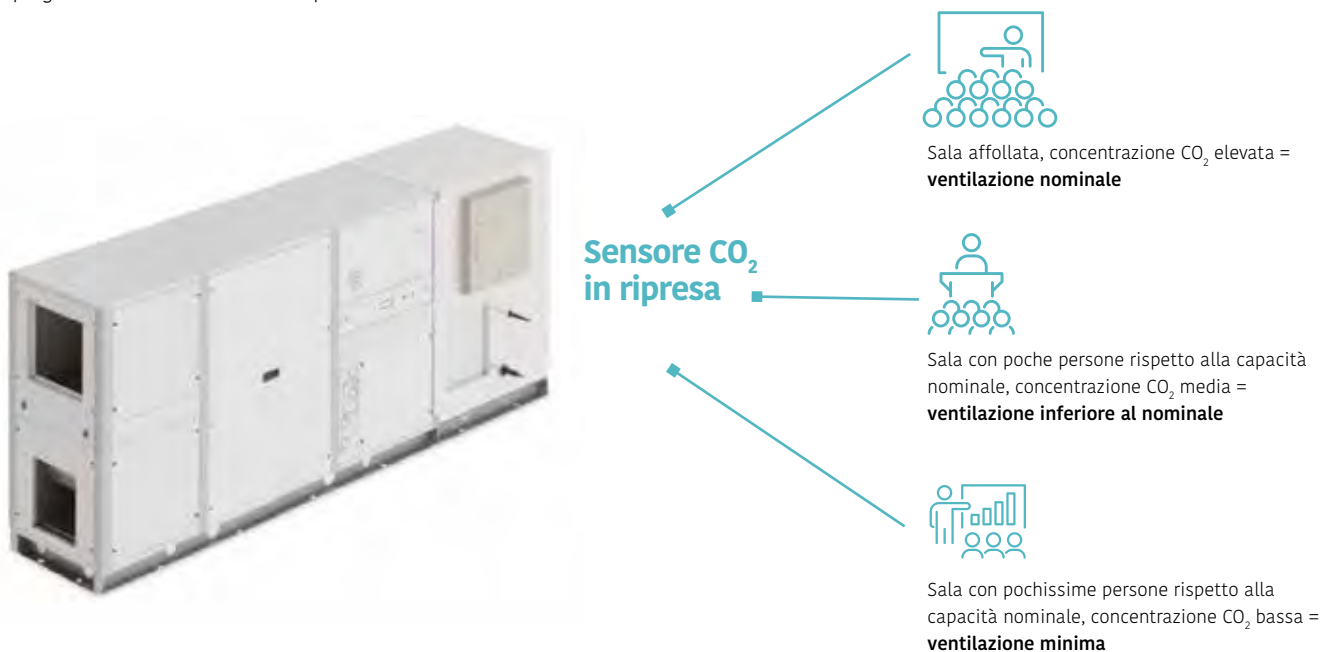 Sala affollata, concentrazione CO₂ elevata =
ventilazione nominale
Sensore CO₂
in ripresa
Sala con poche persone rispetto alla capacità
nominale, concentrazione CO₂ media =
ventilazione inferiore al nominale
Sala con pochissime persone rispetto alla
capacità nominale, concentrazione CO₂ bassa =
ventilazione minima